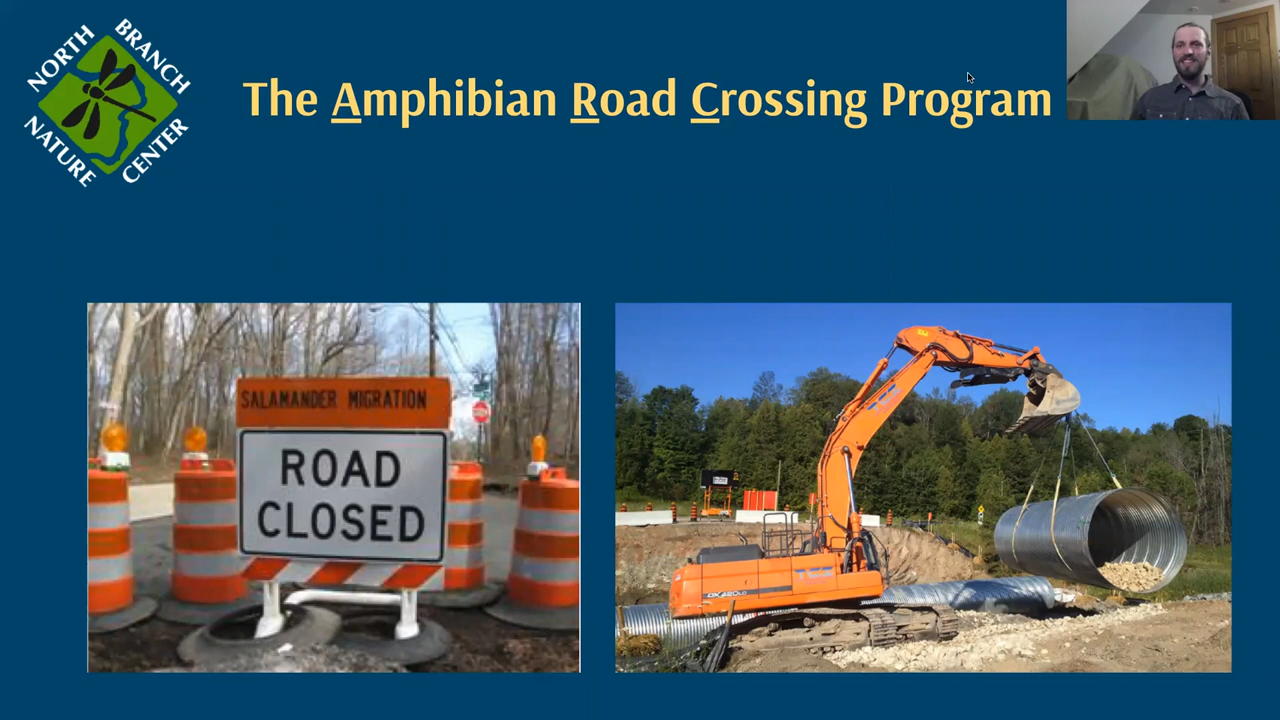 NORTH BRANCH
NATURE CENTER
The Amphibian Road Crossing Program
SALAMANDER MIGRATION
ROAD
CLOSED